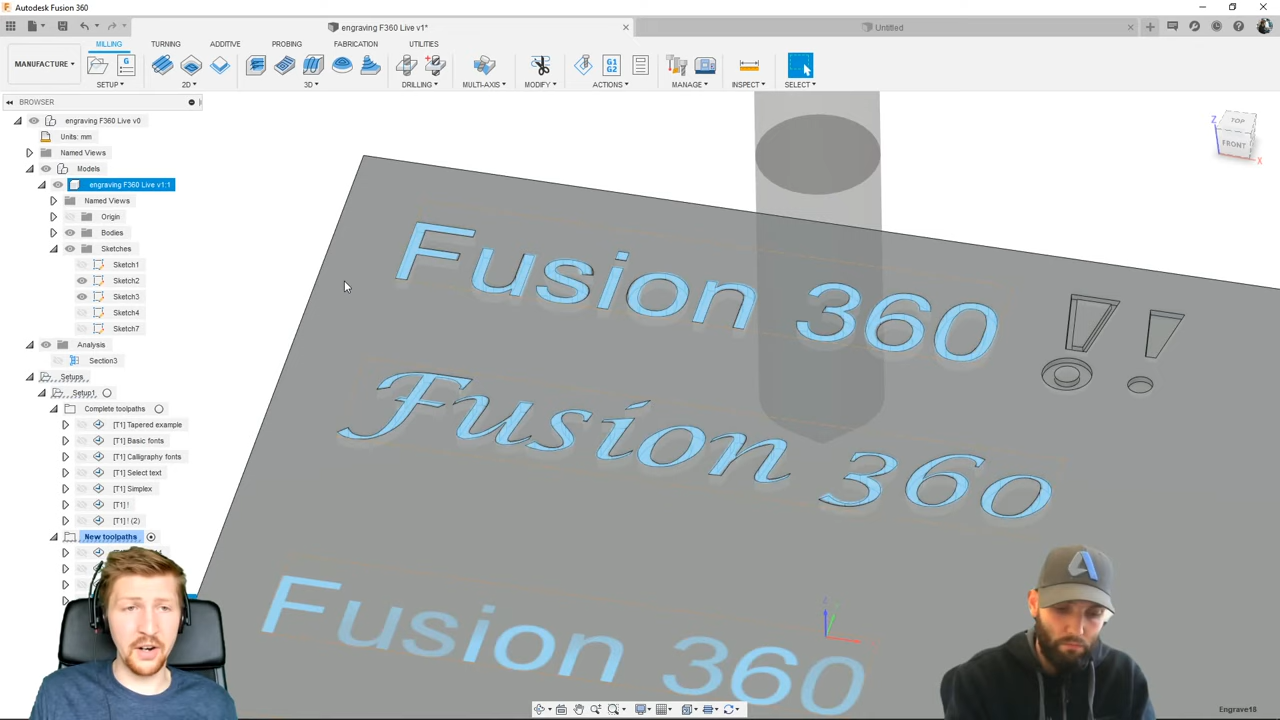 Autodesk Fusion 360
engraving F360 Live v1*
Untitled
MILLING TURNING ADDITIVE PROBING FABRICATION UTILITIES
MANUFACTURE
SETUP 2D 3D DRILLING MULTI-AXIS MODIFY ACTIONS MANAGE INSPECT SELECT
G1
G2
G
BROWSER
engraving F360 Live v0
Units: mm
Named Views
Models
engraving F360 Live v1:1
Named Views
Origin
Bodies
Sketches
Sketch1
Sketch2
Sketch3
Sketch4
Sketch7
Analysis
Section3
Setups
Setup1
Complete toolpaths
[T1] Tapered example
[T1] Basic fonts
[T1] Calligraphy fonts
[T1] Select text
[T1] Simplex
[T1] !
[T1] ! (2)
New toolpaths
Fusion 360 !!
Fusion 360
Fusion 360
TOP
FRONT
Z
X
Engrave18